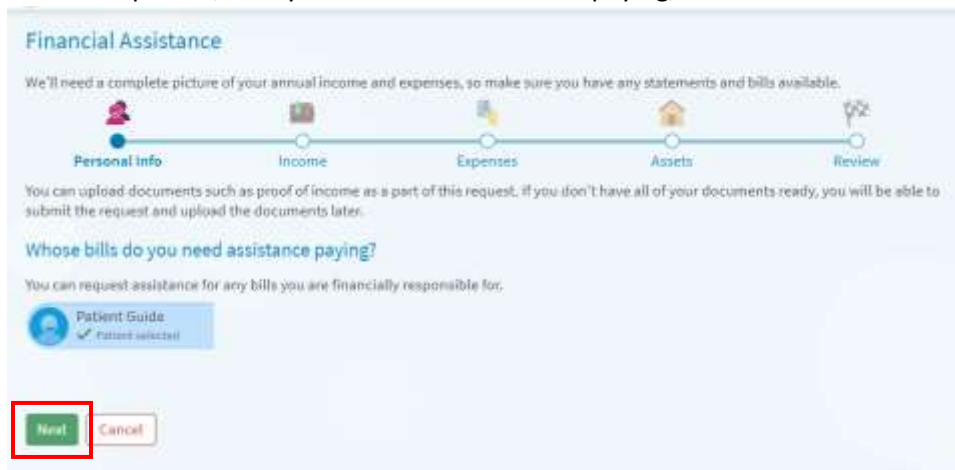 Financial Assistance
We'll need a complete picture of your annual income and expenses, so make sure you have any statements and bills available.
Personal Info
Income
Expenses
Assets
Review
You can upload documents such as proof of income as a part of this request. If you don't have all of your documents ready, you will be able to
submit the request and upload the documents later.
Whose bills do you need assistance paying?
You can request assistance for any bills you are financially responsible for.
Patient Guide
Patient selected
Next
Cancel